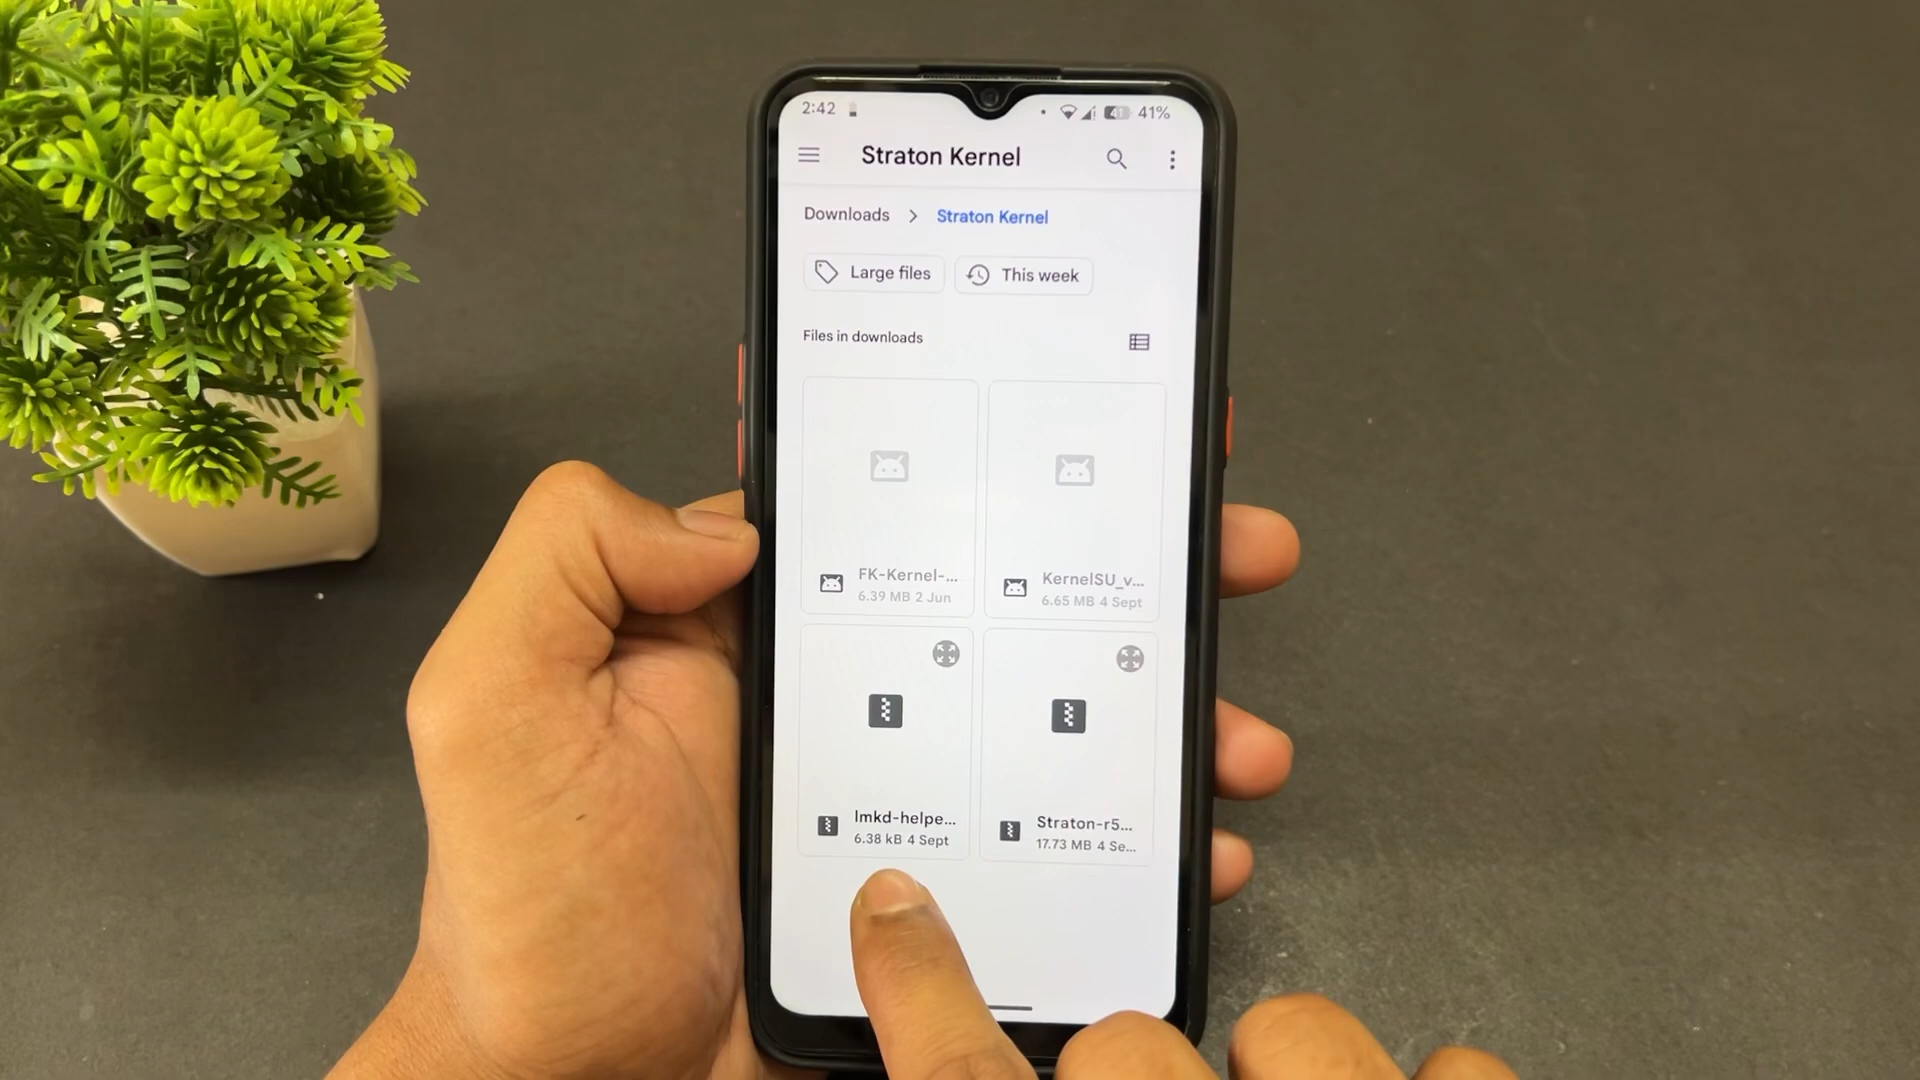 2:42
41%
Straton Kernel
Downloads > Straton Kernel
Large files
This week
Files in downloads
FK-Kernel-...
6.39 MB 2 Jun
KernelSU_v...
6.65 MB 4 Sept
lmkd-helpe...
6.38 kB 4 Sept
Straton-r5...
17.73 MB 4 Se...